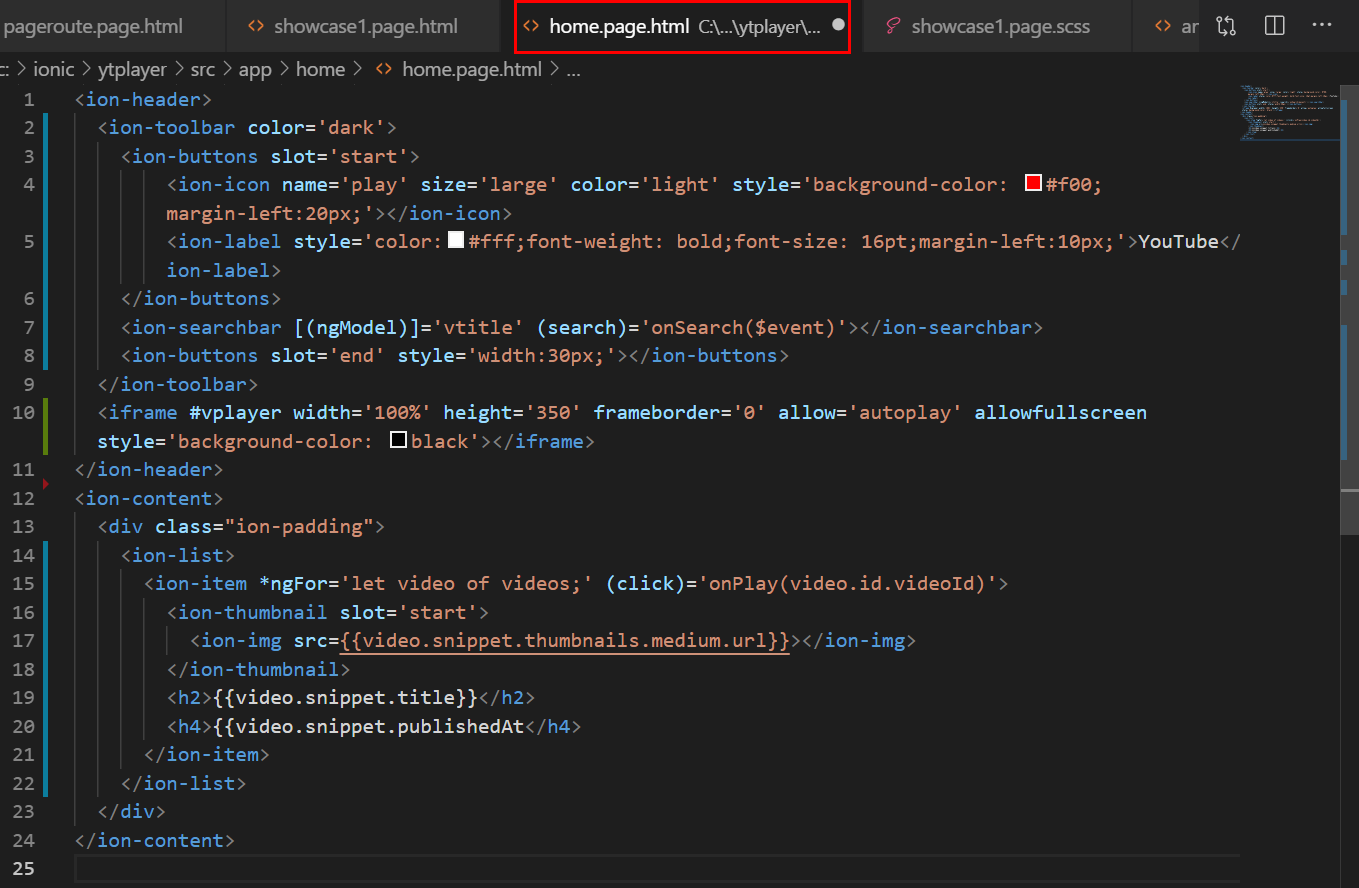 pageroute.page.html showcase1.page.html home.page.html C:\...\ytplayer\... showcase1.page.scss ar ...
c: > ionic > ytplayer > src > app > home > <> home.page.html > ...
1 <ion-header>
2 <ion-toolbar color='dark'>
3 <ion-buttons slot='start'>
4 <ion-icon name='play' size='large' color='light' style='background-color: #f00;
margin-left:20px;'></ion-icon>
5 <ion-label style='color:#fff;font-weight: bold;font-size: 16pt;margin-left:10px;'>YouTube</
ion-label>
6 </ion-buttons>
7 <ion-searchbar [(ngModel)]='vtitle' (search)='onSearch($event)'></ion-searchbar>
8 <ion-buttons slot='end' style='width:30px;'></ion-buttons>
9 </ion-toolbar>
10 <iframe #vplayer width='100%' height='350' frameborder='0' allow='autoplay' allowfullscreen
style='background-color: black'></iframe>
11 </ion-header>
12 <ion-content>
13 <div class="ion-padding">
14 <ion-list>
15 <ion-item *ngFor='let video of videos;' (click)='onPlay(video.id.videoId)'>
16 <ion-thumbnail slot='start'>
17 <ion-img src={{video.snippet.thumbnails.medium.url}}></ion-img>
18 </ion-thumbnail>
19 <h2>{{video.snippet.title}}</h2>
20 <h4>{{video.snippet.publishedAt</h4>
21 </ion-item>
22 </ion-list>
23 </div>
24 </ion-content>
25